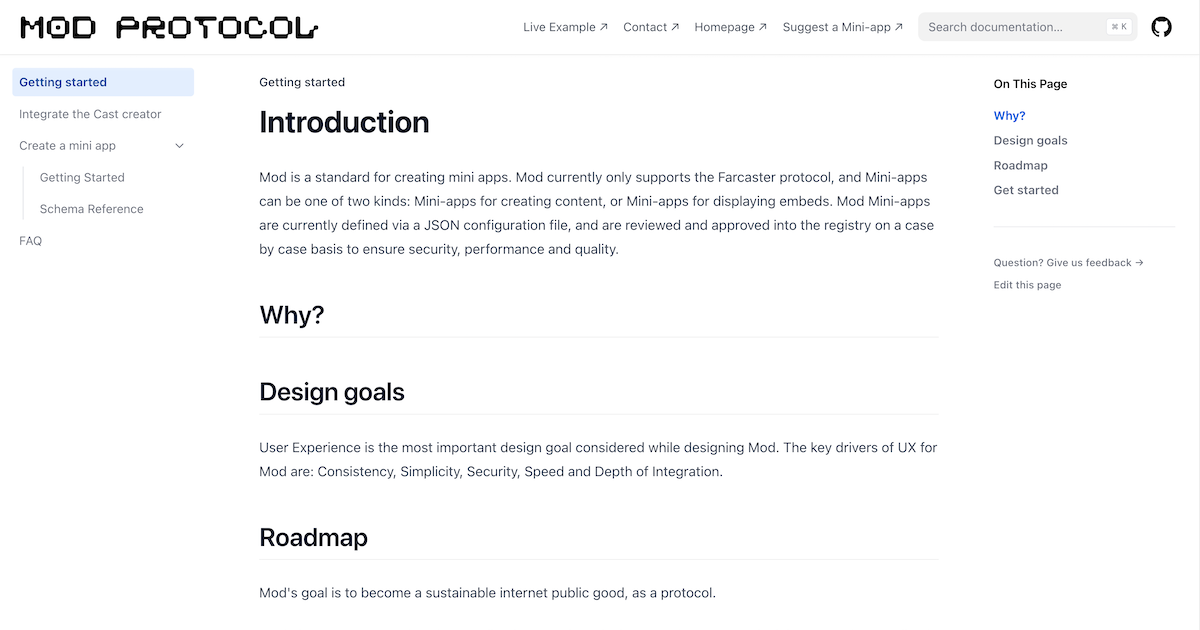 MOD PROTOCOL
Live Example ↗ Contact ↗ Homepage ↗ Suggest a Mini-app ↗ Search documentation... ⌘ K
Getting started
Integrate the Cast creator
Create a mini app
Getting Started
Schema Reference
FAQ
Getting started
Introduction
Mod is a standard for creating mini apps. Mod currently only supports the Farcaster protocol, and Mini-apps
can be one of two kinds: Mini-apps for creating content, or Mini-apps for displaying embeds. Mod Mini-apps
are currently defined via a JSON configuration file, and are reviewed and approved into the registry on a case
by case basis to ensure security, performance and quality.
Why?
Design goals
User Experience is the most important design goal considered while designing Mod. The key drivers of UX for
Mod are: Consistency, Simplicity, Security, Speed and Depth of Integration.
Roadmap
Mod's goal is to become a sustainable internet public good, as a protocol.
On This Page
Why?
Design goals
Roadmap
Get started
Question? Give us feedback →
Edit this page